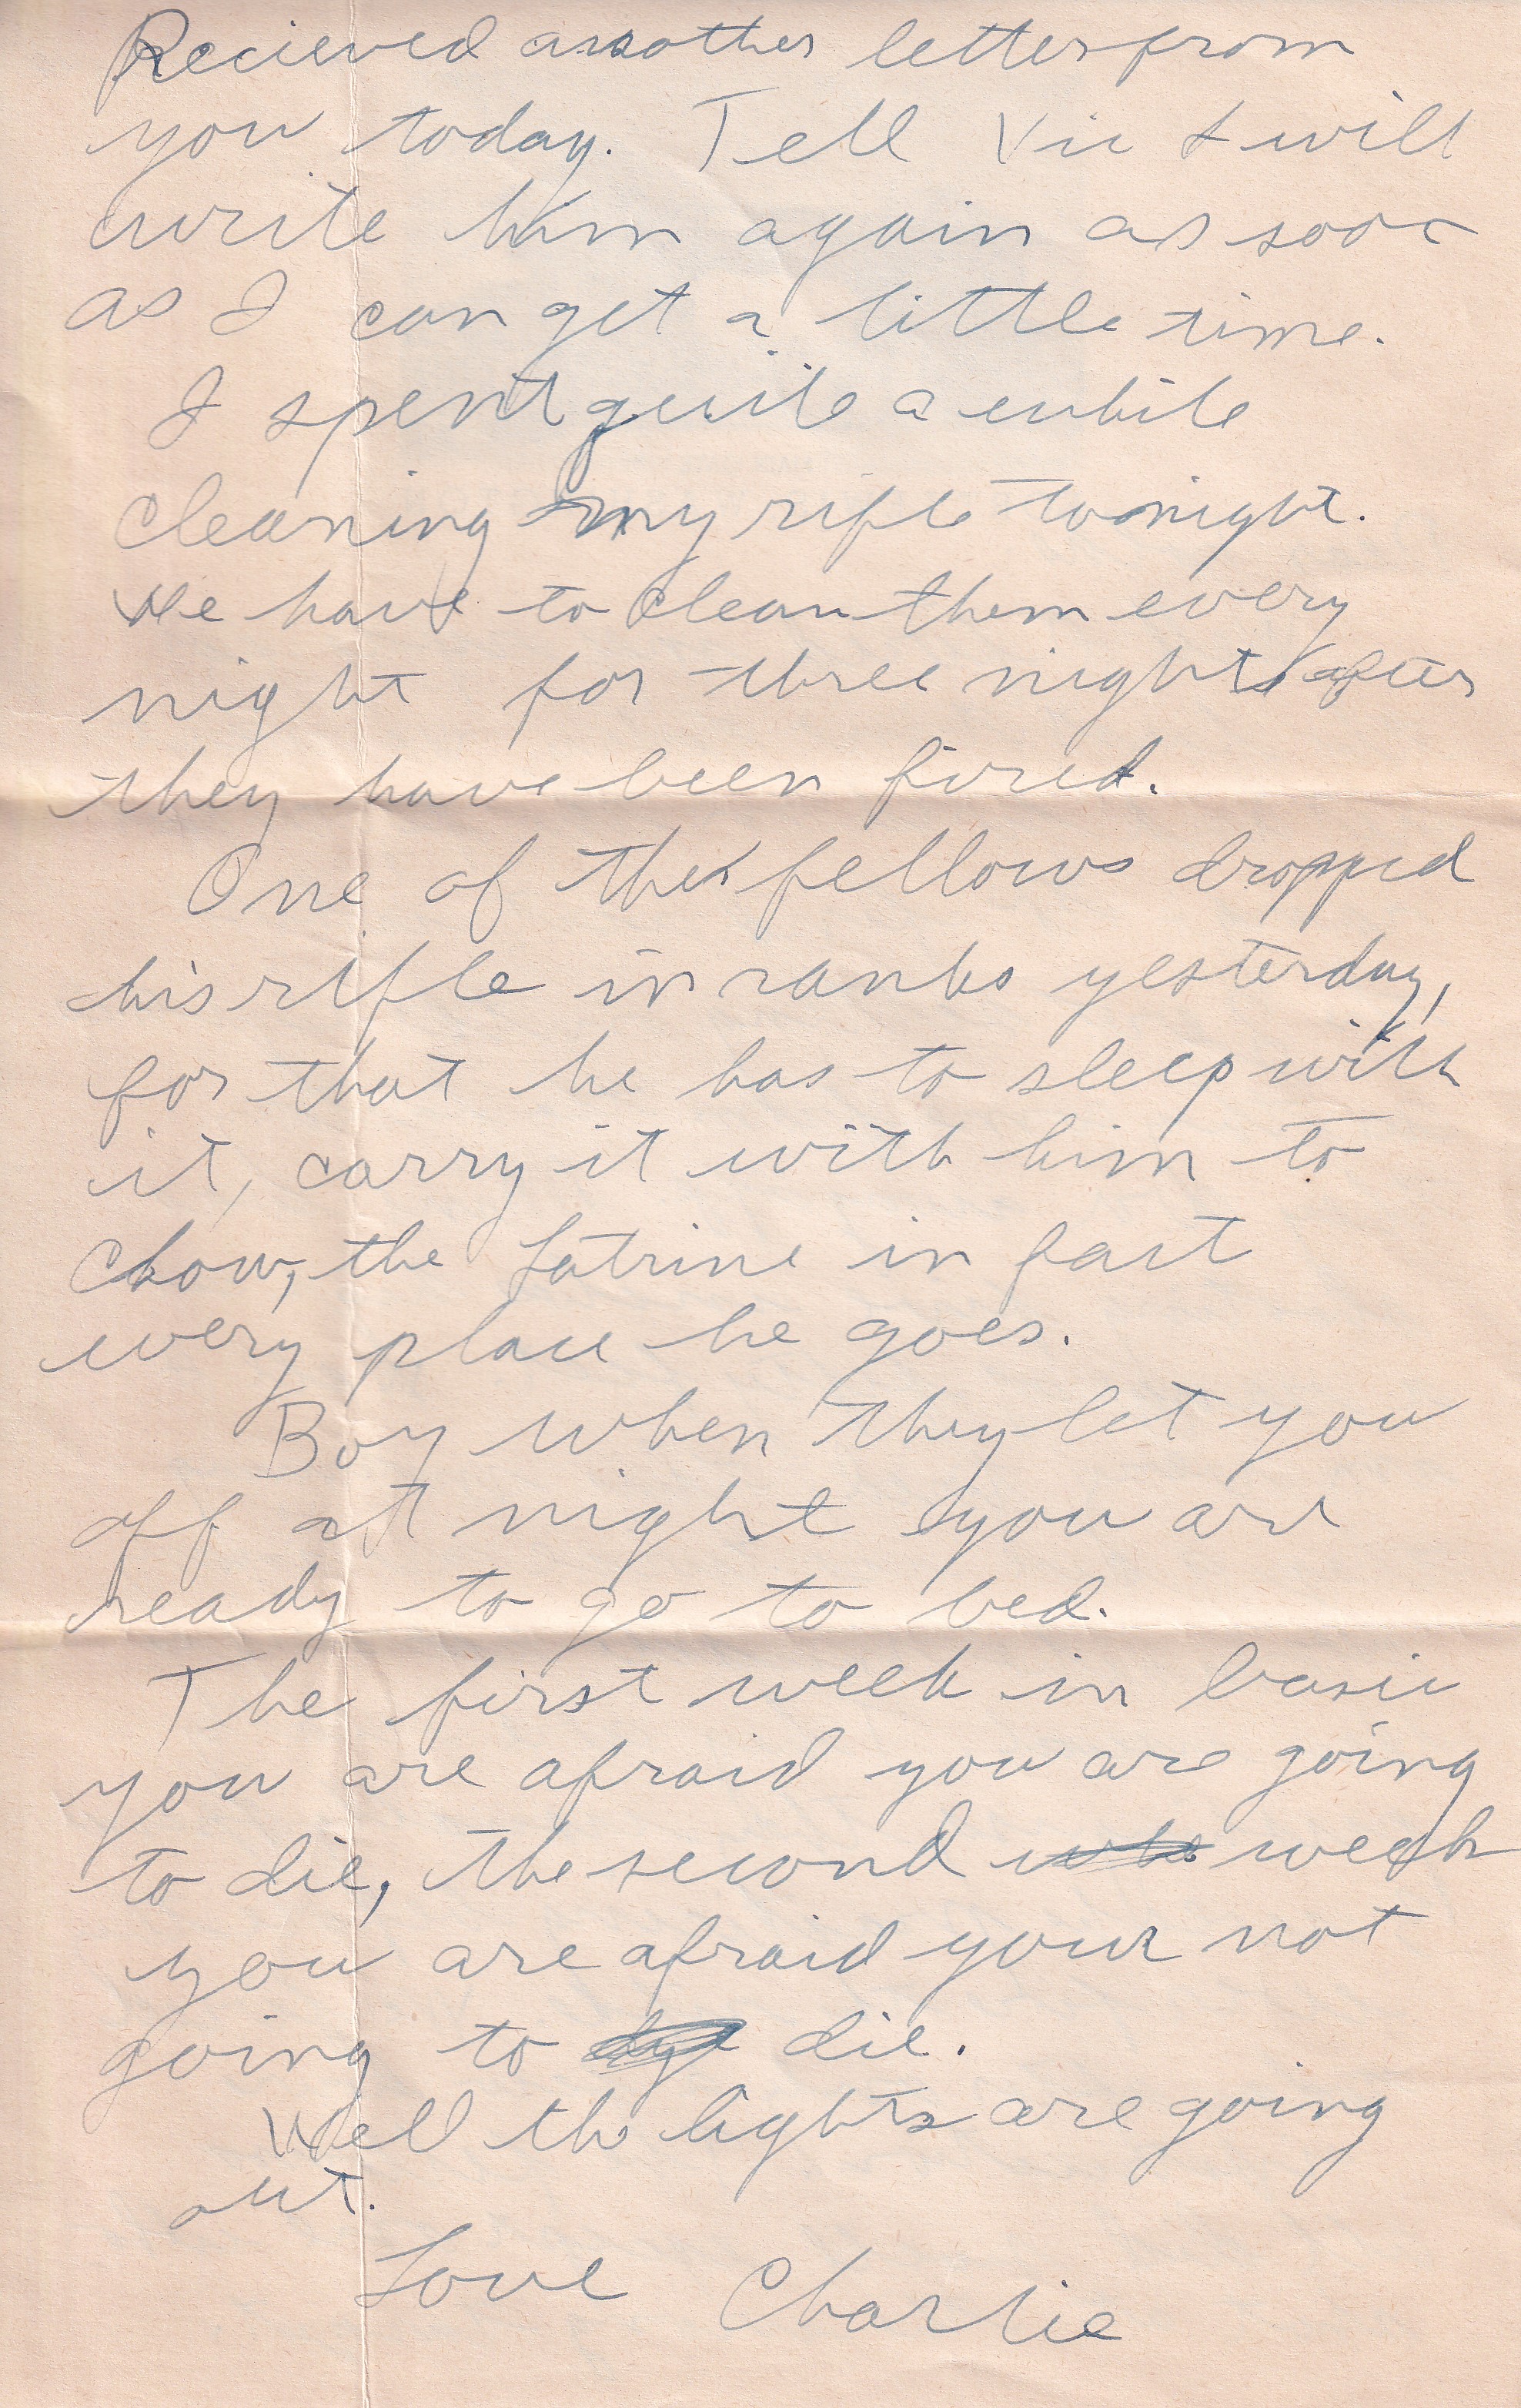 Recieved another letter from
you today. Tell Vic I will
write him again as soon
as I can get a little time.
I spent quite a while
cleaning my rifle tonight.
We have to clean them every
night for three nights after
they have been fired.
One of the fellows dropped
his rifle in ranks yesterday,
for that he has to sleep with
it, carry it with him to
Chow, the Latrine in fact
every place he goes.
Boy when they let you
off at night you are
ready to go to bed.
The first week in basic
you are afraid you are going
to die, the second week
you are afraid your not
going to die.
Well the lights are going
out.
Love Charlie